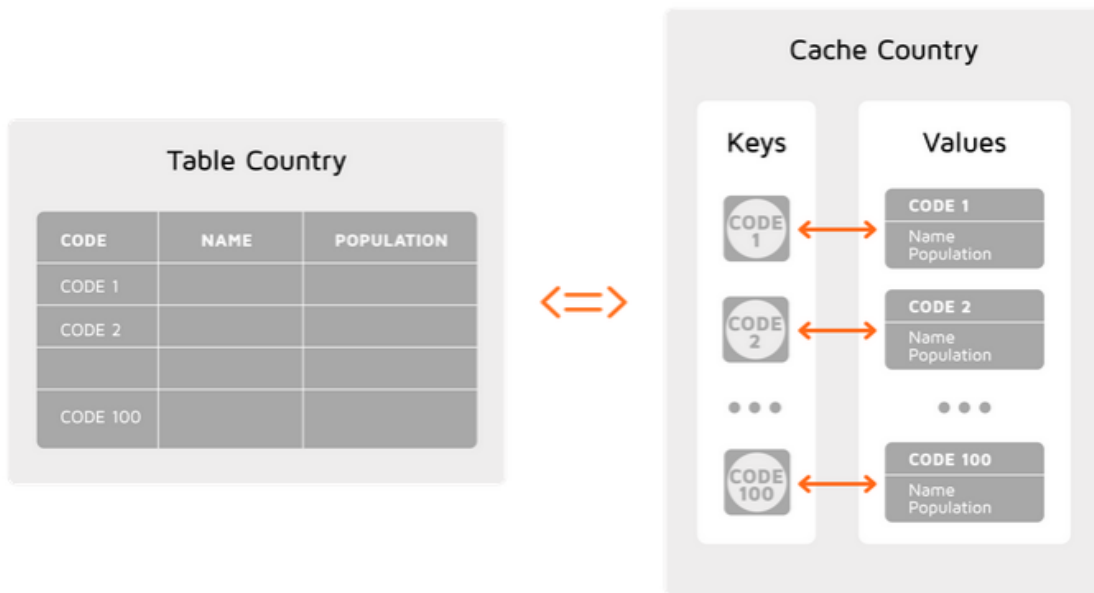 Table Country
CODE NAME POPULATION
CODE 1
CODE 2
CODE 100
Cache Country
Keys Values
CODE
1
CODE 1
Name
Population
CODE
2
CODE 2
Name
Population
CODE
100
CODE 100
Name
Population